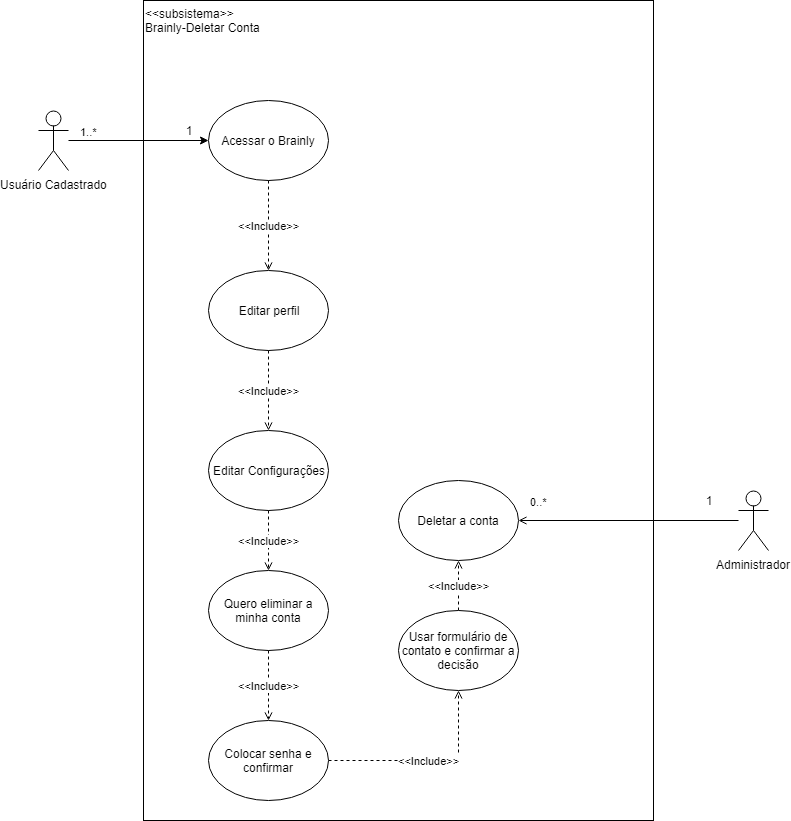 <<subsistema>>
Brainly-Deletar Conta
1..*
1
Acessar o Brainly
Usuário Cadastrado
<<Include>>
Editar perfil
<<Include>>
Editar Configurações
<<Include>>
Quero eliminar a
minha conta
<<Include>>
Colocar senha e
confirmar
<<Include>>
Usar formulário de
contato e confirmar a
decisão
<<Include>>
Deletar a conta
0..*
1
Administrador